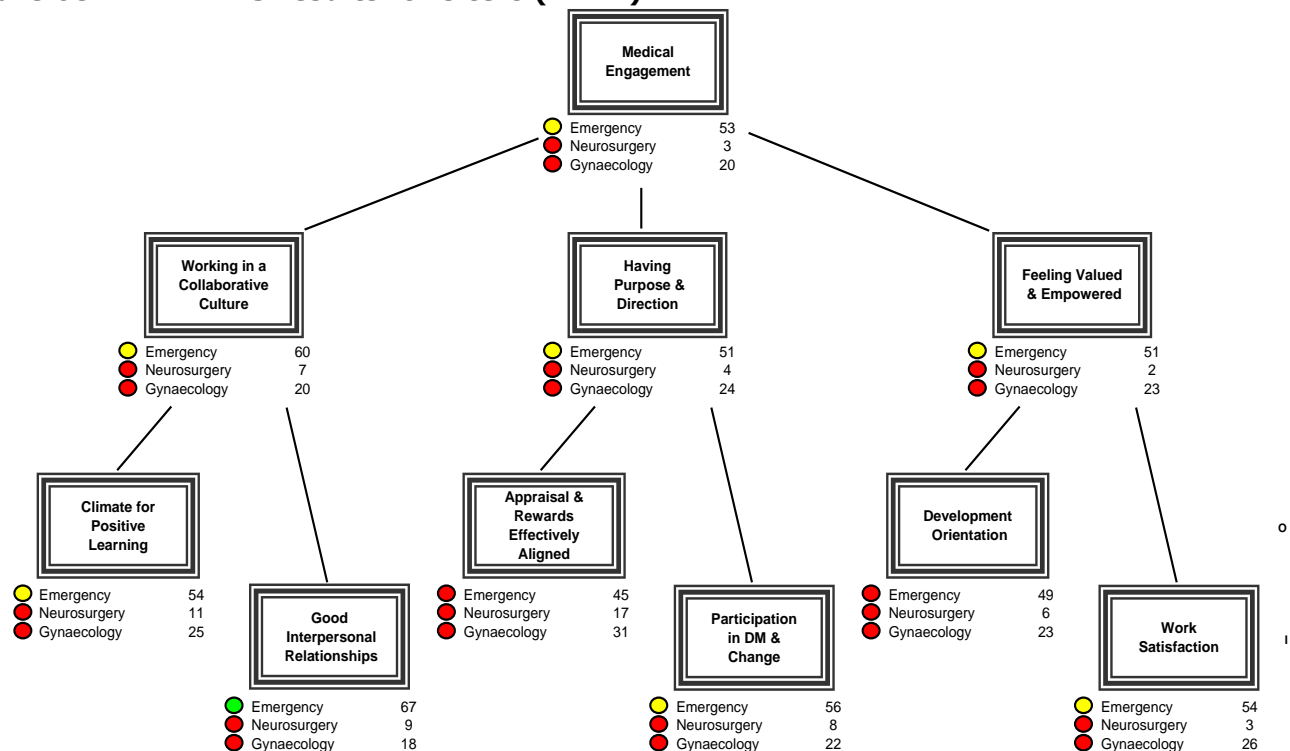 Medical
Engagement
Emergency 53
Neurosurgery 3
Gynaecology 20
Working in a
Collaborative
Culture
Emergency 60
Neurosurgery 7
Gynaecology 20
Having
Purpose &
Direction
Emergency 51
Neurosurgery 4
Gynaecology 24
Feeling Valued
& Empowered
Emergency 51
Neurosurgery 2
Gynaecology 23
Climate for
Positive
Learning
Emergency 54
Neurosurgery 11
Gynaecology 25
Good
Interpersonal
Relationships
Emergency 67
Neurosurgery 9
Gynaecology 18
Appraisal &
Rewards
Effectively
Aligned
Emergency 45
Neurosurgery 17
Gynaecology 31
Participation
in DM &
Change
Emergency 56
Neurosurgery 8
Gynaecology 22
Development
Orientation
Emergency 49
Neurosurgery 6
Gynaecology 23
Work
Satisfaction
Emergency 54
Neurosurgery 3
Gynaecology 26